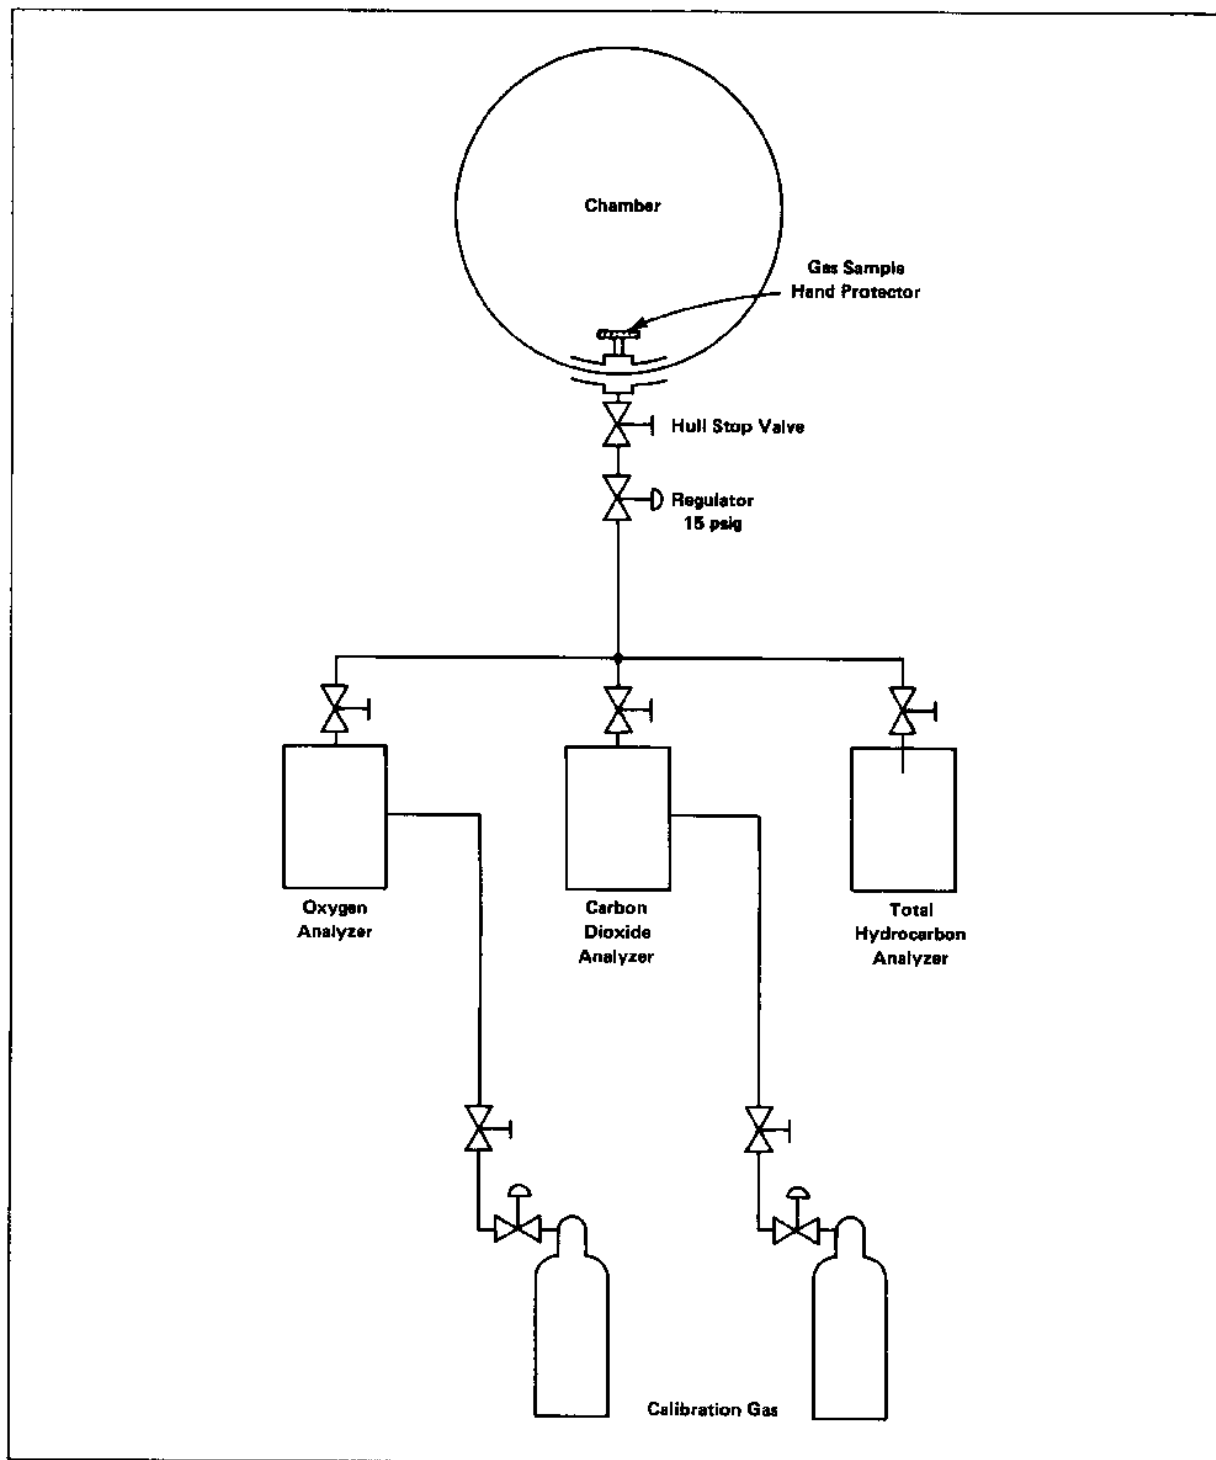 Chamber
Gas Sample
Hand Protector
Hull Stop Valve
Regulator
15 psig
Oxygen
Analyzer
Carbon
Dioxide
Analyzer
Total
Hydrocarbon
Analyzer
Calibration Gas